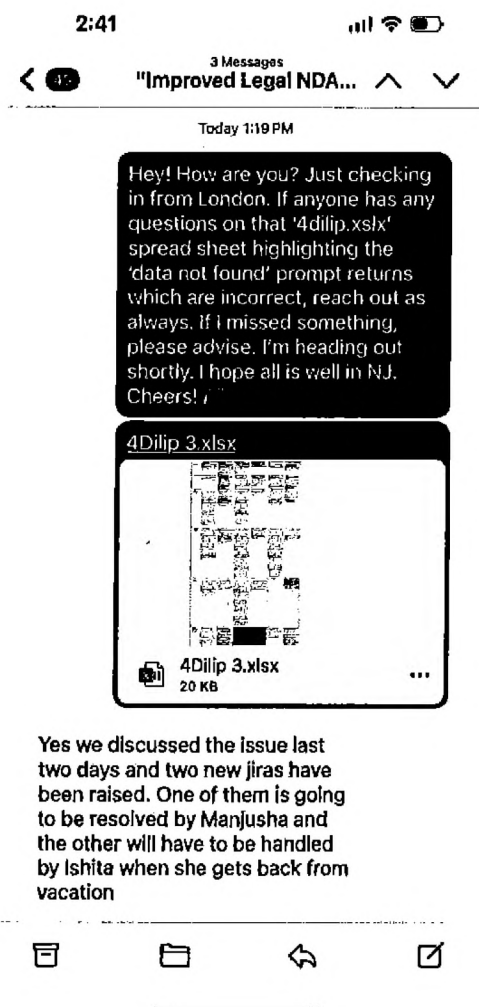 2:41
3 Messages
"Improved Legal NDA...
Today 1:19 PM
Hey! How are you? Just checking
in from London. If anyone has any
questions on that '4dilip.xslx'
spread sheet highlighting the
'data not found' prompt returns
which are incorrect, reach out as
always. If I missed something,
please advise. I'm heading out
shortly. I hope all is well in NJ.
Cheers! /
4Dilip 3.xlsx
4Dilip 3.xlsx
20 KB
Yes we discussed the issue last
two days and two new jiras have
been raised. One of them is going
to be resolved by Manjusha and
the other will have to be handled
by Ishita when she gets back from
vacation